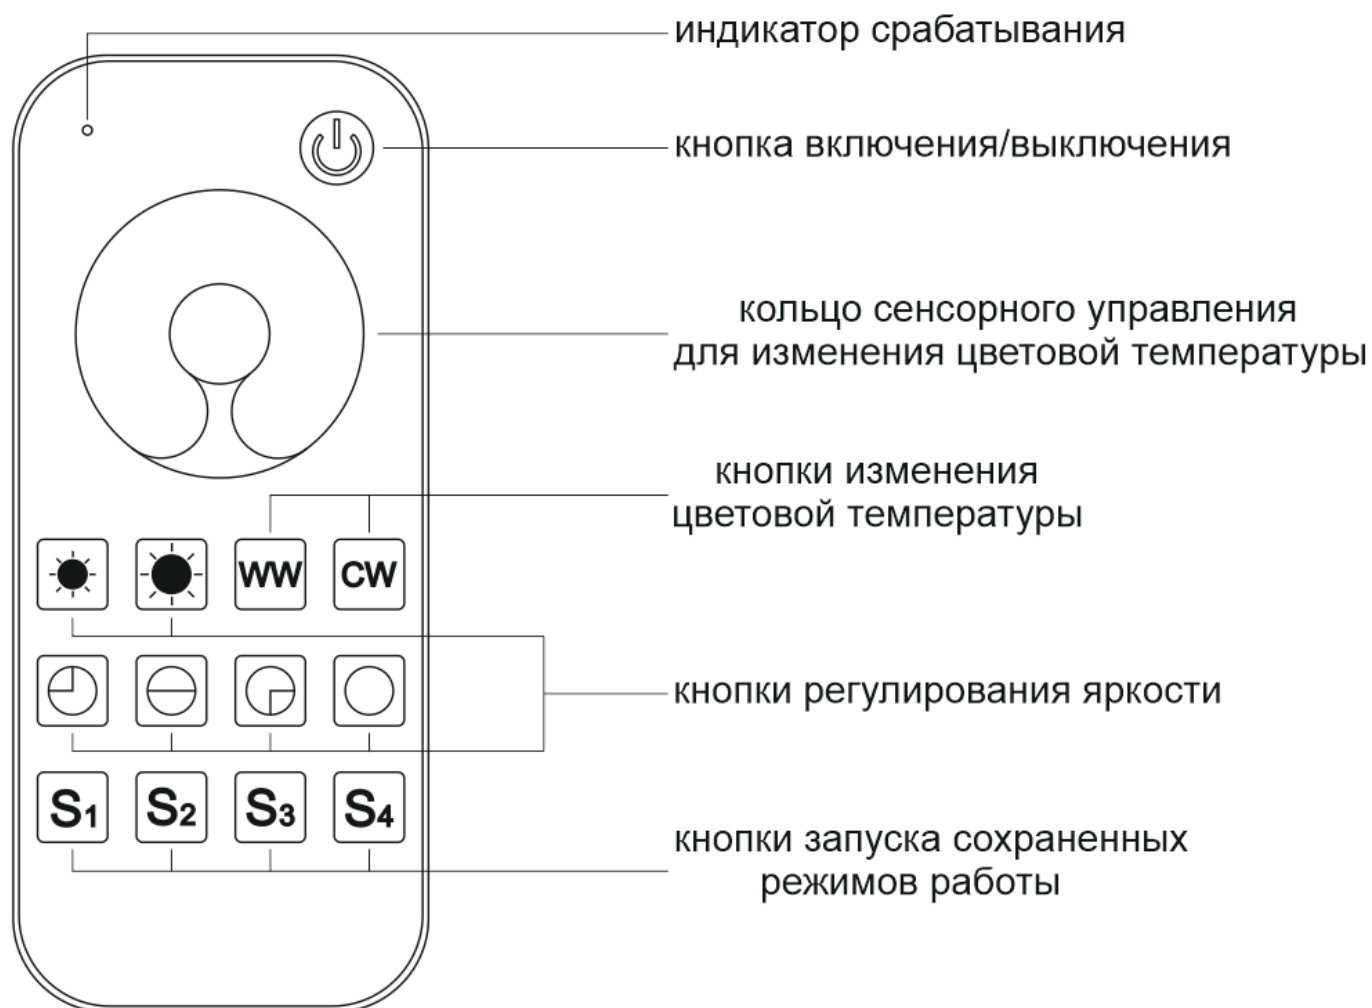 индикатор срабатывания
кнопка включения/выключения
кольцо сенсорного управления
для изменения цветовой температуры
кнопки изменения
цветовой температуры
WW CW
кнопки регулирования яркости
S1 S2 S3 S4
кнопки запуска сохраненных
режимов работы